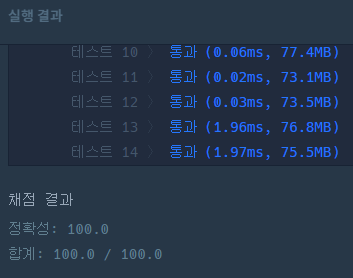 실행 결과
테스트 10 > 통과 (0.06ms, 77.4MB)
테스트 11 > 통과 (0.02ms, 73.1MB)
테스트 12 > 통과 (0.03ms, 73.5MB)
테스트 13 > 통과 (1.96ms, 76.8MB)
테스트 14 > 통과 (1.97ms, 75.5MB)
채점 결과
정확성: 100.0
합계: 100.0 / 100.0